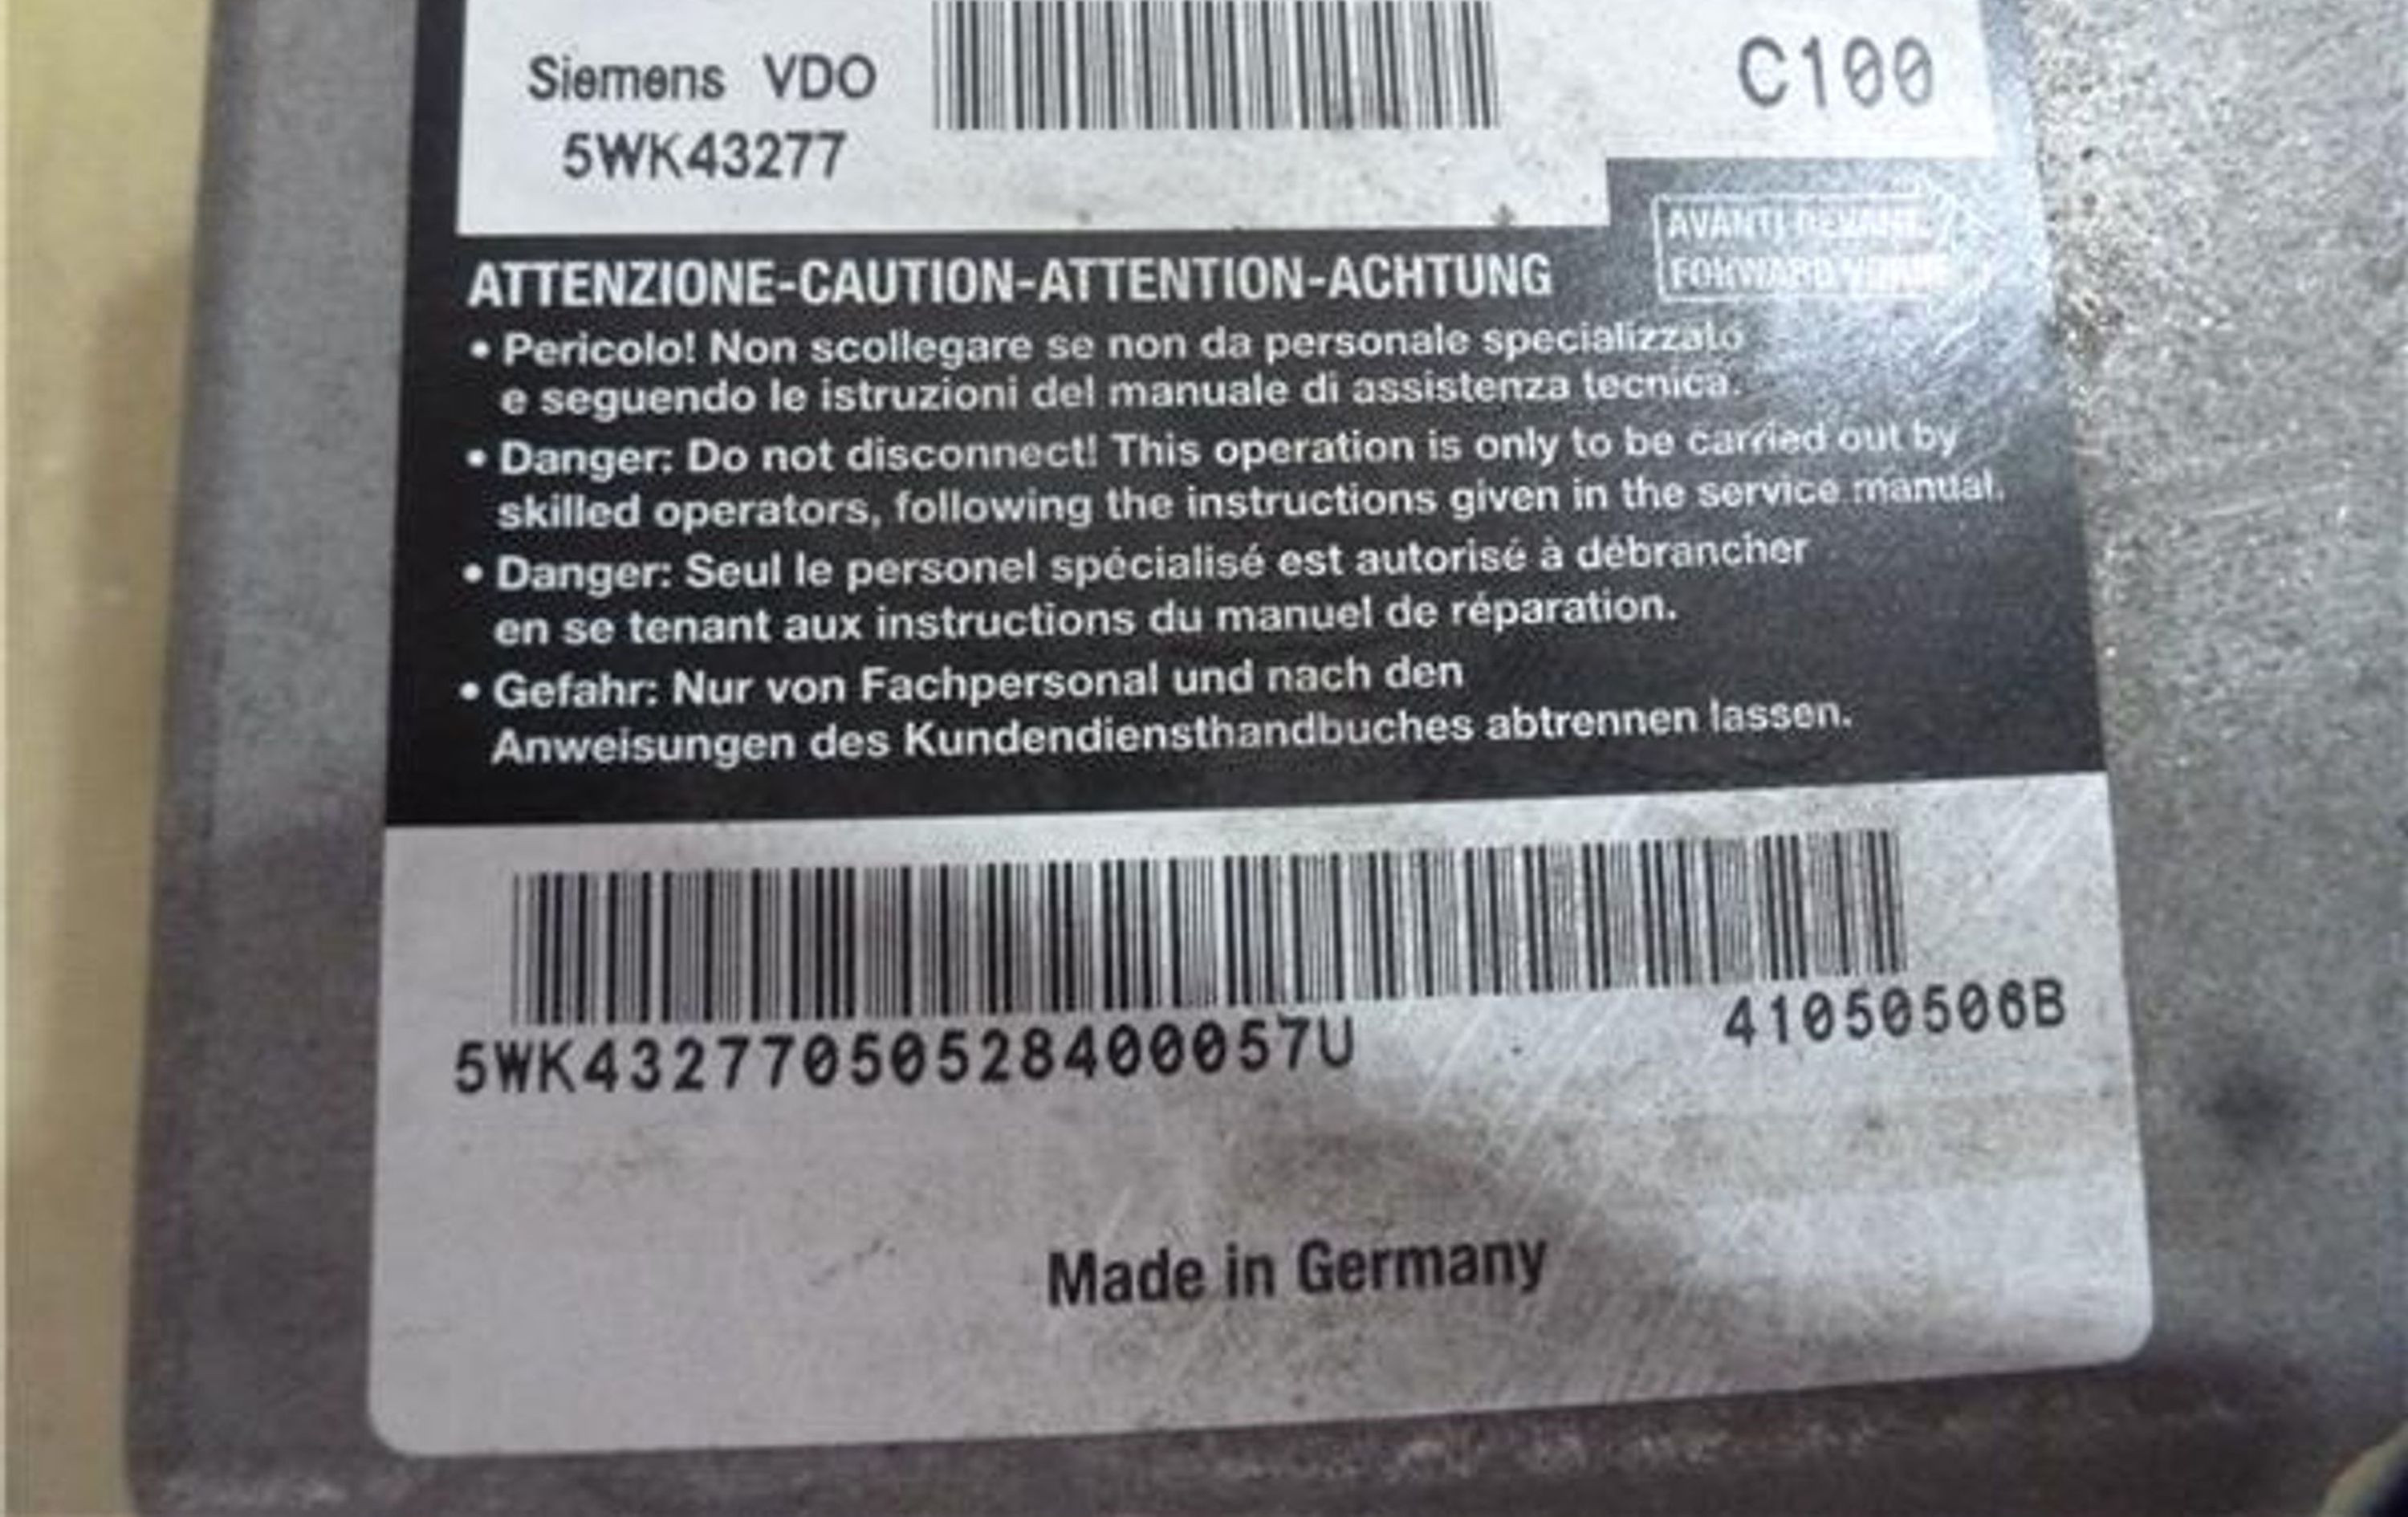 Siemens VDO
5WK43277
C100
AVANTI DEVANT
FORWARD VORN
ATTENZIONE-CAUTION-ATTENTION-ACHTUNG
• Pericolo! Non scollegare se non da personale specializzato
e seguendo le istruzioni del manuale di assistenza tecnica.
• Danger: Do not disconnect! This operation is only to be carried out by
skilled operators, following the instructions given in the service manual.
• Danger: Seul le personel spécialisé est autorisé à débrancher
en se tenant aux instructions du manuel de réparation.
• Gefahr: Nur von Fachpersonal und nach den
Anweisungen des Kundendiensthandbuches abtrennen lassen.
5WK43277050528400057U
41050506B
Made in Germany